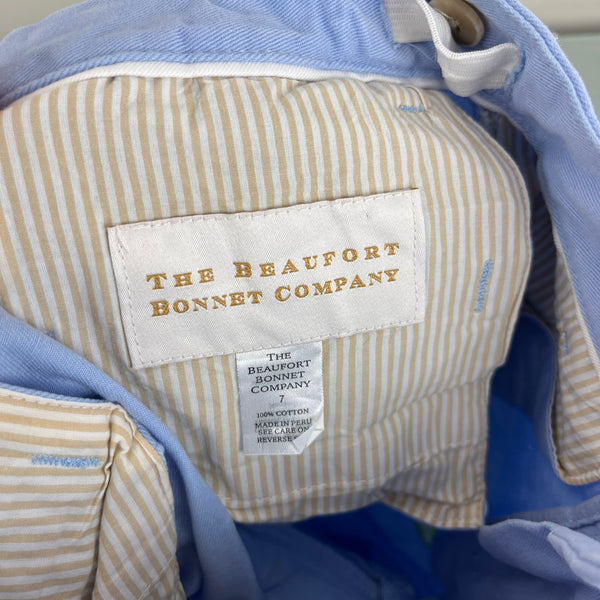 THE BEAUFORT
BONNET COMPANY
THE
BEAUFORT
BONNET
COMPANY
7
100% COTTON
MADE IN PERU
SEE CARE ON
REVERSE